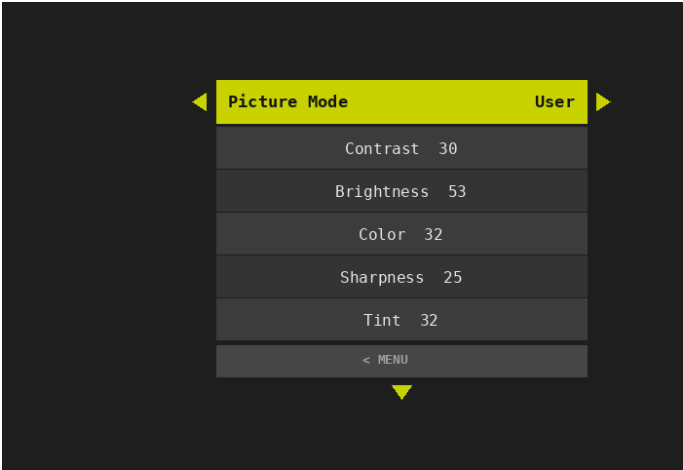 Picture Mode User
Contrast 30
Brightness 53
Color 32
Sharpness 25
Tint 32
< MENU